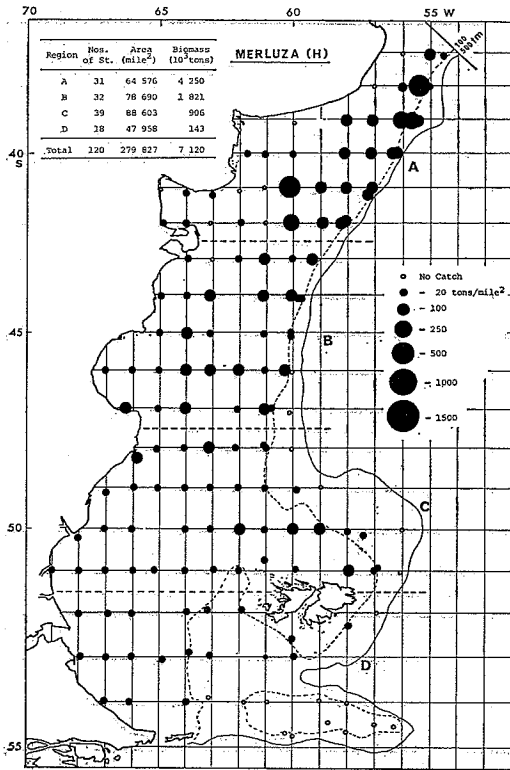 70 65 60 55 W
200
1500 fm
MERLUZA (H)
Region Nos. of St. Area (mile²) Biomass (10³tons)
A 31 64 576 4 250
B 32 78 690 1 821
C 39 88 603 906
D 18 47 958 143
Total 120 279 827 7 120
40
S
A
No Catch
- 20 tons/mile²
- 100
- 250
- 500
- 1000
- 1500
45
B
C
50
D
55